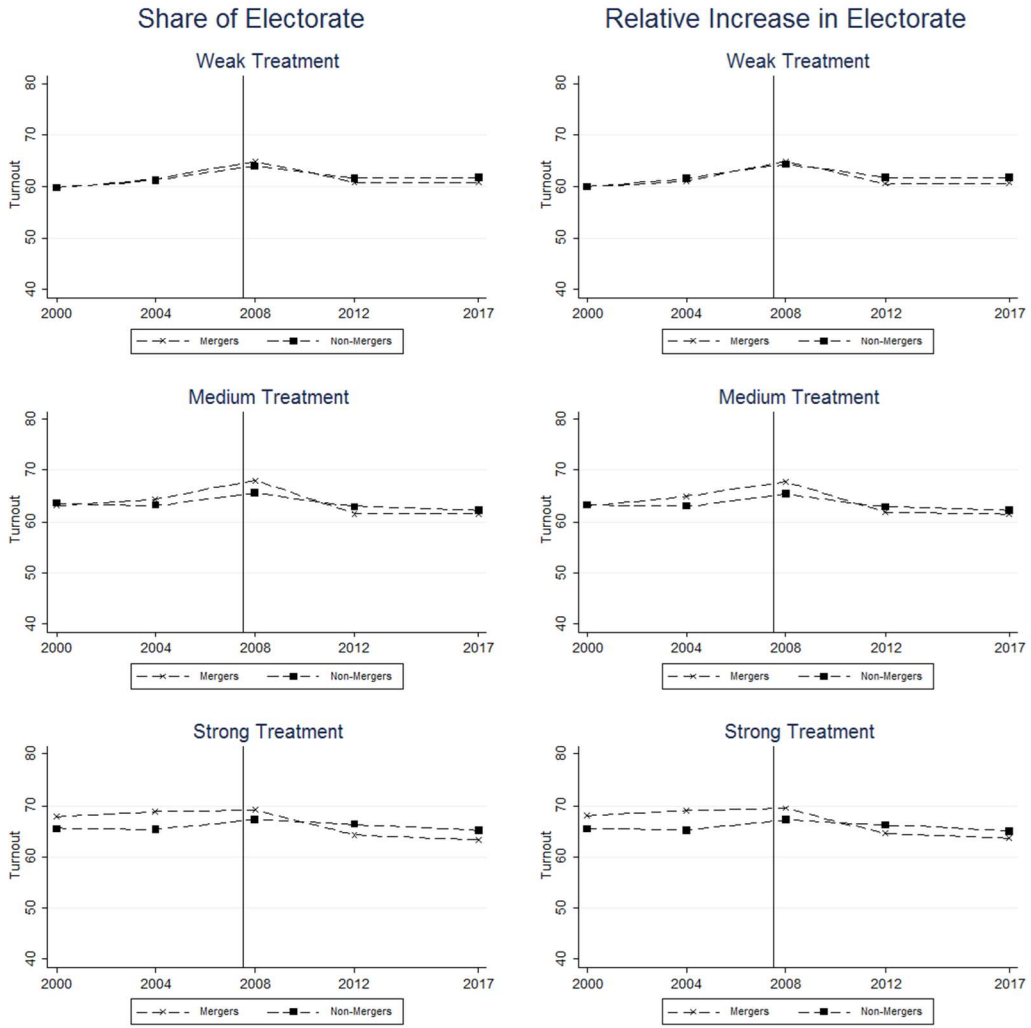 Share of Electorate
Relative Increase in Electorate
Weak Treatment
Turnout
80
70
60
50
40
2000 2004 2008 2012 2017
Mergers Non-Mergers
Weak Treatment
Turnout
80
70
60
50
40
2000 2004 2008 2012 2017
Mergers Non-Mergers
Medium Treatment
Turnout
80
70
60
50
40
2000 2004 2008 2012 2017
Mergers Non-Mergers
Medium Treatment
Turnout
80
70
60
50
40
2000 2004 2008 2012 2017
Mergers Non-Mergers
Strong Treatment
Turnout
80
70
60
50
40
2000 2004 2008 2012 2017
Mergers Non-Mergers
Strong Treatment
Turnout
80
70
60
50
40
2000 2004 2008 2012 2017
Mergers Non-Mergers